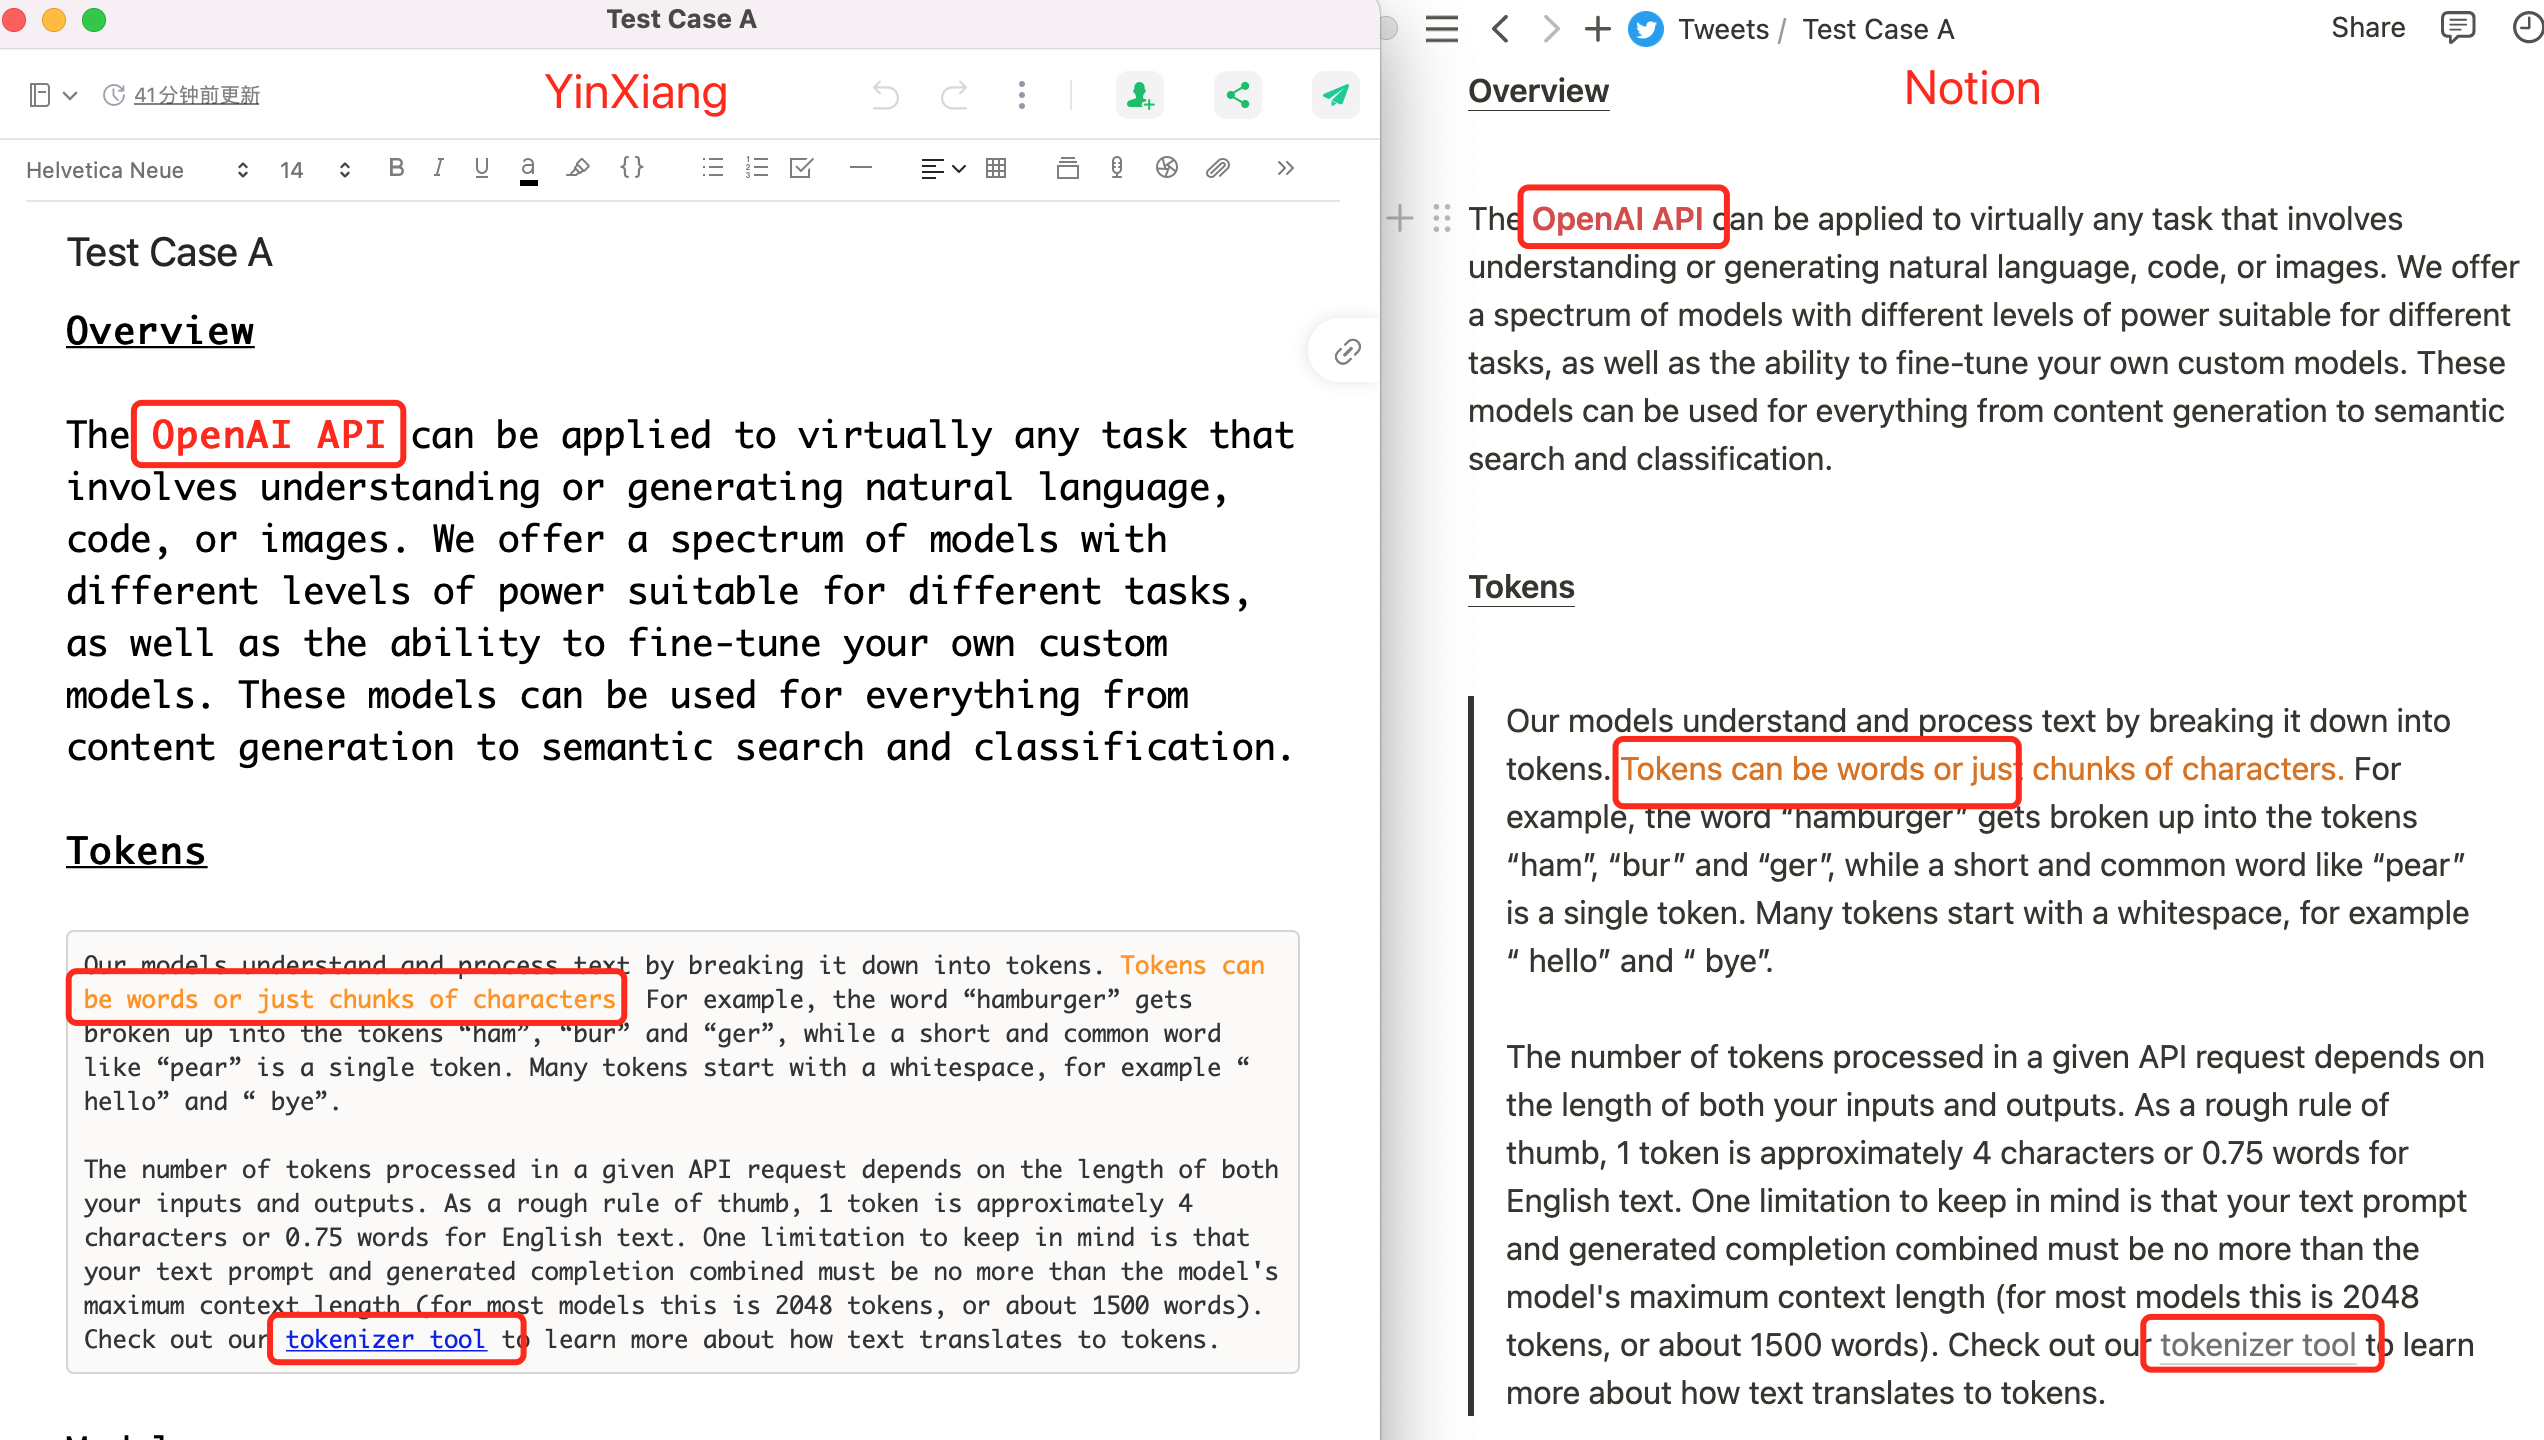 Test Case A
41分钟前更新
YinXiang
Helvetica Neue
14
Test Case A
Overview
The OpenAI API can be applied to virtually any task that
involves understanding or generating natural language,
code, or images. We offer a spectrum of models with
different levels of power suitable for different tasks,
as well as the ability to fine-tune your own custom
models. These models can be used for everything from
content generation to semantic search and classification.
Tokens
Our models understand and process text by breaking it down into tokens. Tokens can
be words or just chunks of characters For example, the word “hamburger” gets
broken up into the tokens “ham”, “bur” and “ger”, while a short and common word
like “pear” is a single token. Many tokens start with a whitespace, for example “
hello” and “ bye”.
The number of tokens processed in a given API request depends on the length of both
your inputs and outputs. As a rough rule of thumb, 1 token is approximately 4
characters or 0.75 words for English text. One limitation to keep in mind is that
your text prompt and generated completion combined must be no more than the model's
maximum context length (for most models this is 2048 tokens, or about 1500 words).
Check out our tokenizer tool to learn more about how text translates to tokens.
Tweets / Test Case A
Share
Notion
Overview
The OpenAI API can be applied to virtually any task that involves
understanding or generating natural language, code, or images. We offer
a spectrum of models with different levels of power suitable for different
tasks, as well as the ability to fine-tune your own custom models. These
models can be used for everything from content generation to semantic
search and classification.
Tokens
Our models understand and process text by breaking it down into
tokens. Tokens can be words or just chunks of characters. For
example, the word “hamburger” gets broken up into the tokens
“ham”, “bur” and “ger”, while a short and common word like “pear”
is a single token. Many tokens start with a whitespace, for example
“ hello” and “ bye”.
The number of tokens processed in a given API request depends on
the length of both your inputs and outputs. As a rough rule of
thumb, 1 token is approximately 4 characters or 0.75 words for
English text. One limitation to keep in mind is that your text prompt
and generated completion combined must be no more than the
model's maximum context length (for most models this is 2048
tokens, or about 1500 words). Check out our tokenizer tool to learn
more about how text translates to tokens.